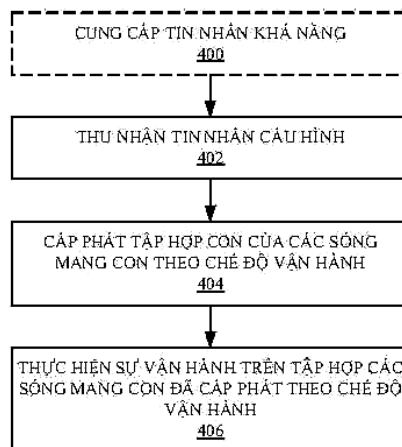 CUNG CẤP TIN NHẮN KHẢ NĂNG
400
THU NHẬN TIN NHẮN CẤU HÌNH
402
CẤP PHÁT TẬP HỢP CON CỦA CÁC SÓNG
MANG CON THEO CHẾ ĐỘ VẬN HÀNH
404
THỰC HIỆN SỰ VẬN HÀNH TRÊN TẬP HỢP CÁC
SÓNG MANG CON ĐÃ CẤP PHÁT THEO CHẾ ĐỘ
VẬN HÀNH
406